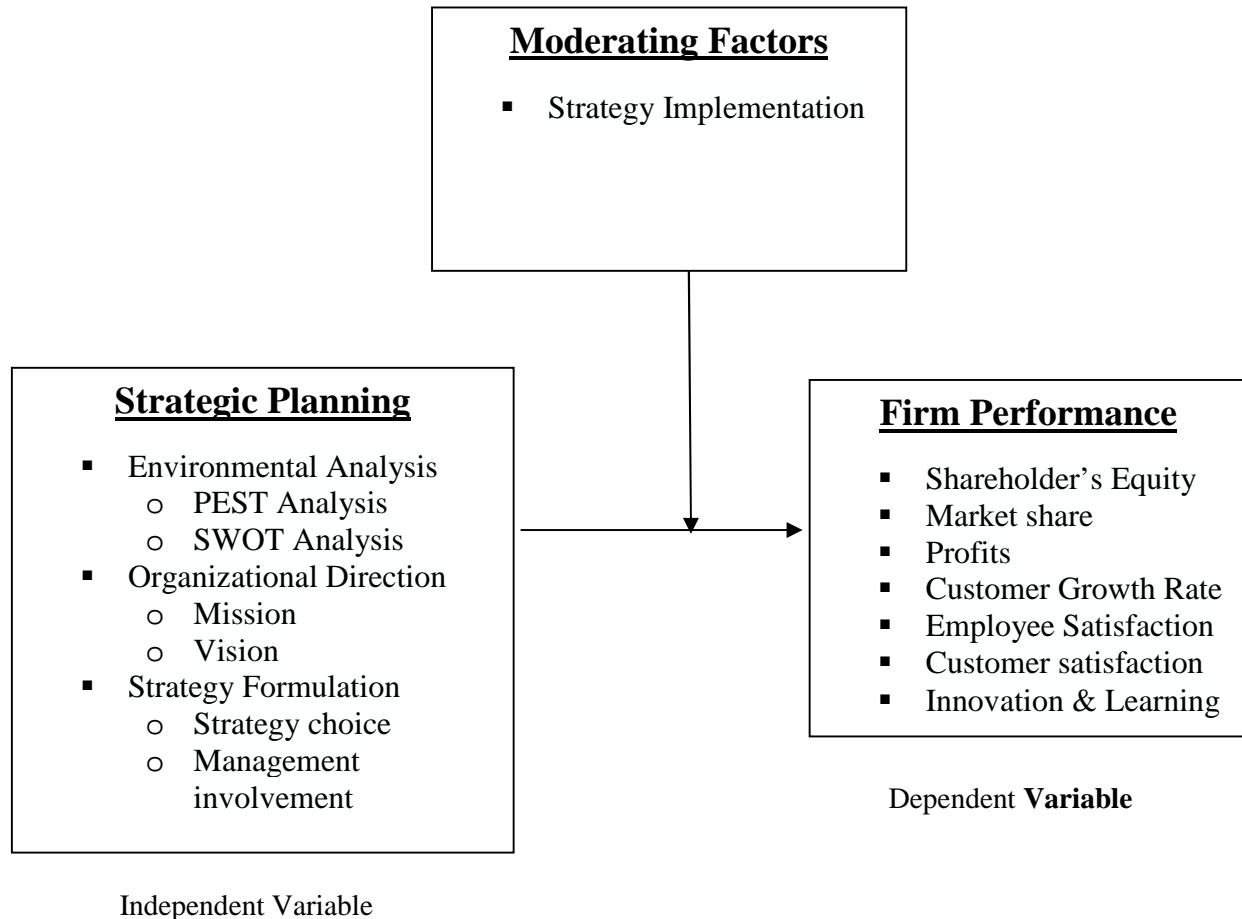 Moderating Factors
▪ Strategy Implementation
Strategic Planning
▪ Environmental Analysis
o PEST Analysis
o SWOT Analysis
▪ Organizational Direction
o Mission
o Vision
▪ Strategy Formulation
o Strategy choice
o Management
involvement
Independent Variable
Firm Performance
▪ Shareholder’s Equity
▪ Market share
▪ Profits
▪ Customer Growth Rate
▪ Employee Satisfaction
▪ Customer satisfaction
▪ Innovation & Learning
Dependent Variable